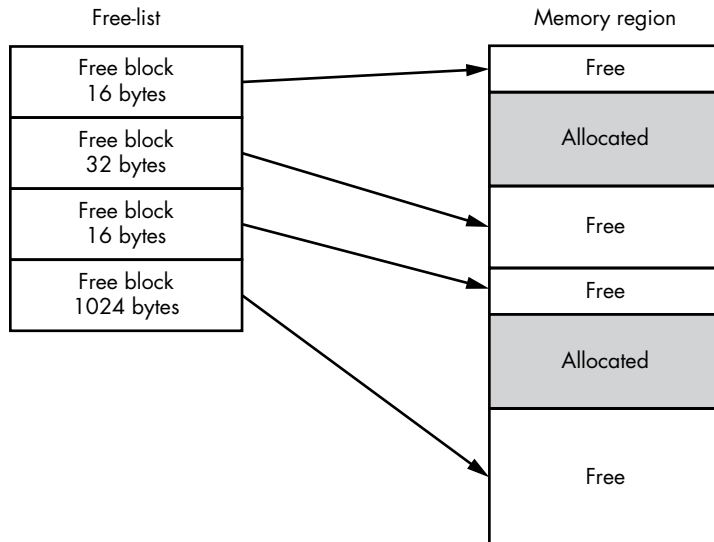 Free-list
Free block
16 bytes
Free block
32 bytes
Free block
16 bytes
Free block
1024 bytes
Memory region
Free
Allocated
Free
Free
Allocated
Free